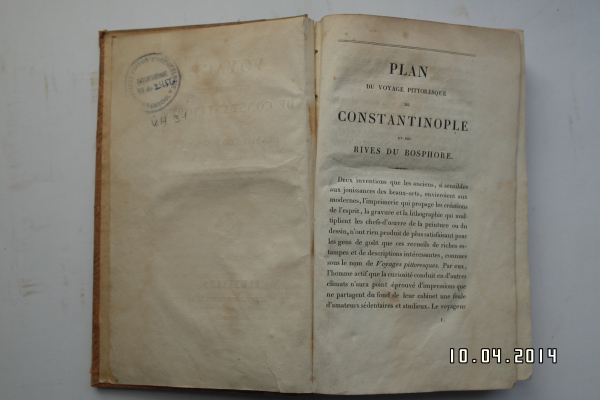 VH 31
PLAN
DU VOYAGE PITTORESQUE
DE
CONSTANTINOPLE
ET DES
RIVES DU BOSPHORE.
Deux inventions que les anciens, si sensibles
aux jouissances des beaux-arts, envieroient aux
modernes, l'imprimerie qui propage les créations
de l'esprit, la gravure et la lithographie qui mul-
tiplient les chefs-d'œuvre de la peinture ou du
dessin, n'ont rien produit de plus satisfaisant pour
les gens de goût que ces recueils de riches es-
tampes et de descriptions intéressantes, connues
sous le nom de Voyages pittoresques. Par eux,
l'homme actif que la curiosité conduit en d'autres
climats n'aura point éprouvé d'impressions que
ne partagent du fond de leur cabinet une foule
d'amateurs sédentaires et studieux. Le voyageur
1.
10.04.2014